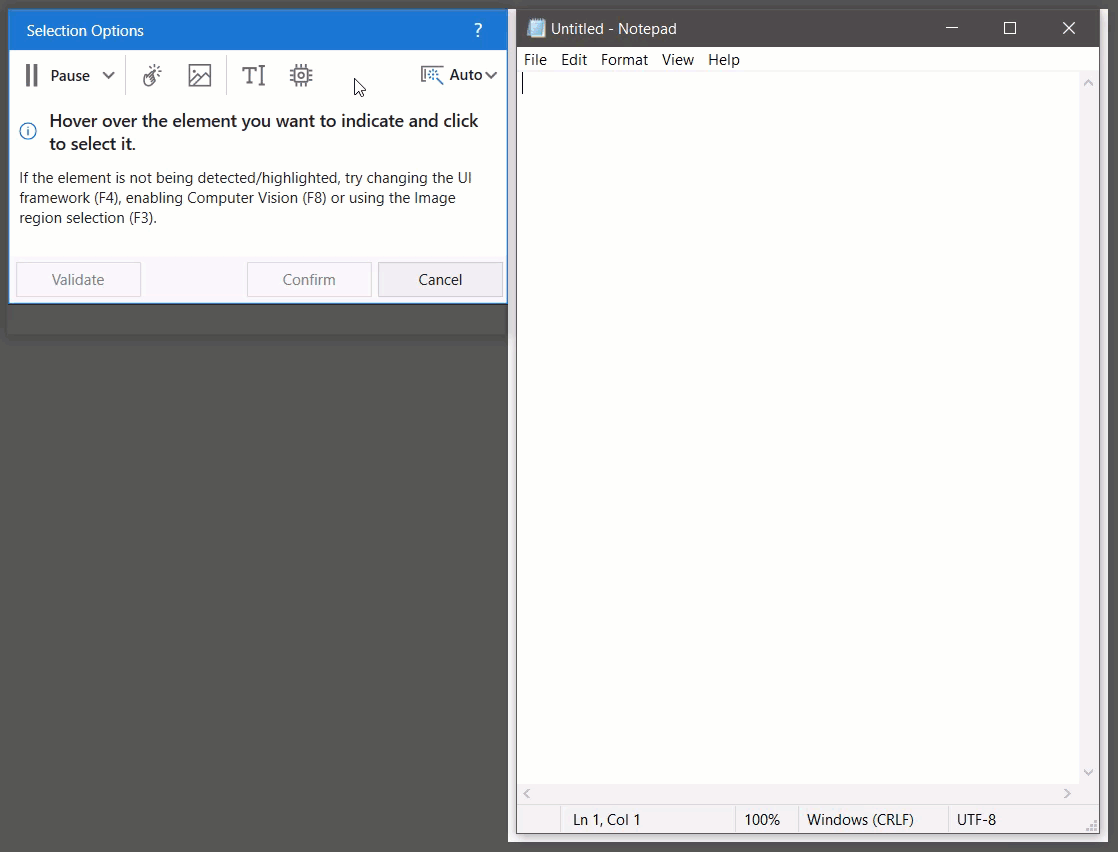 Selection Options ?
Pause Auto
Hover over the element you want to indicate and click
to select it.
If the element is not being detected/highlighted, try changing the UI
framework (F4), enabling Computer Vision (F8) or using the Image
region selection (F3).
Validate Confirm Cancel
Untitled - Notepad
File Edit Format View Help
Ln 1, Col 1 100% Windows (CRLF) UTF-8